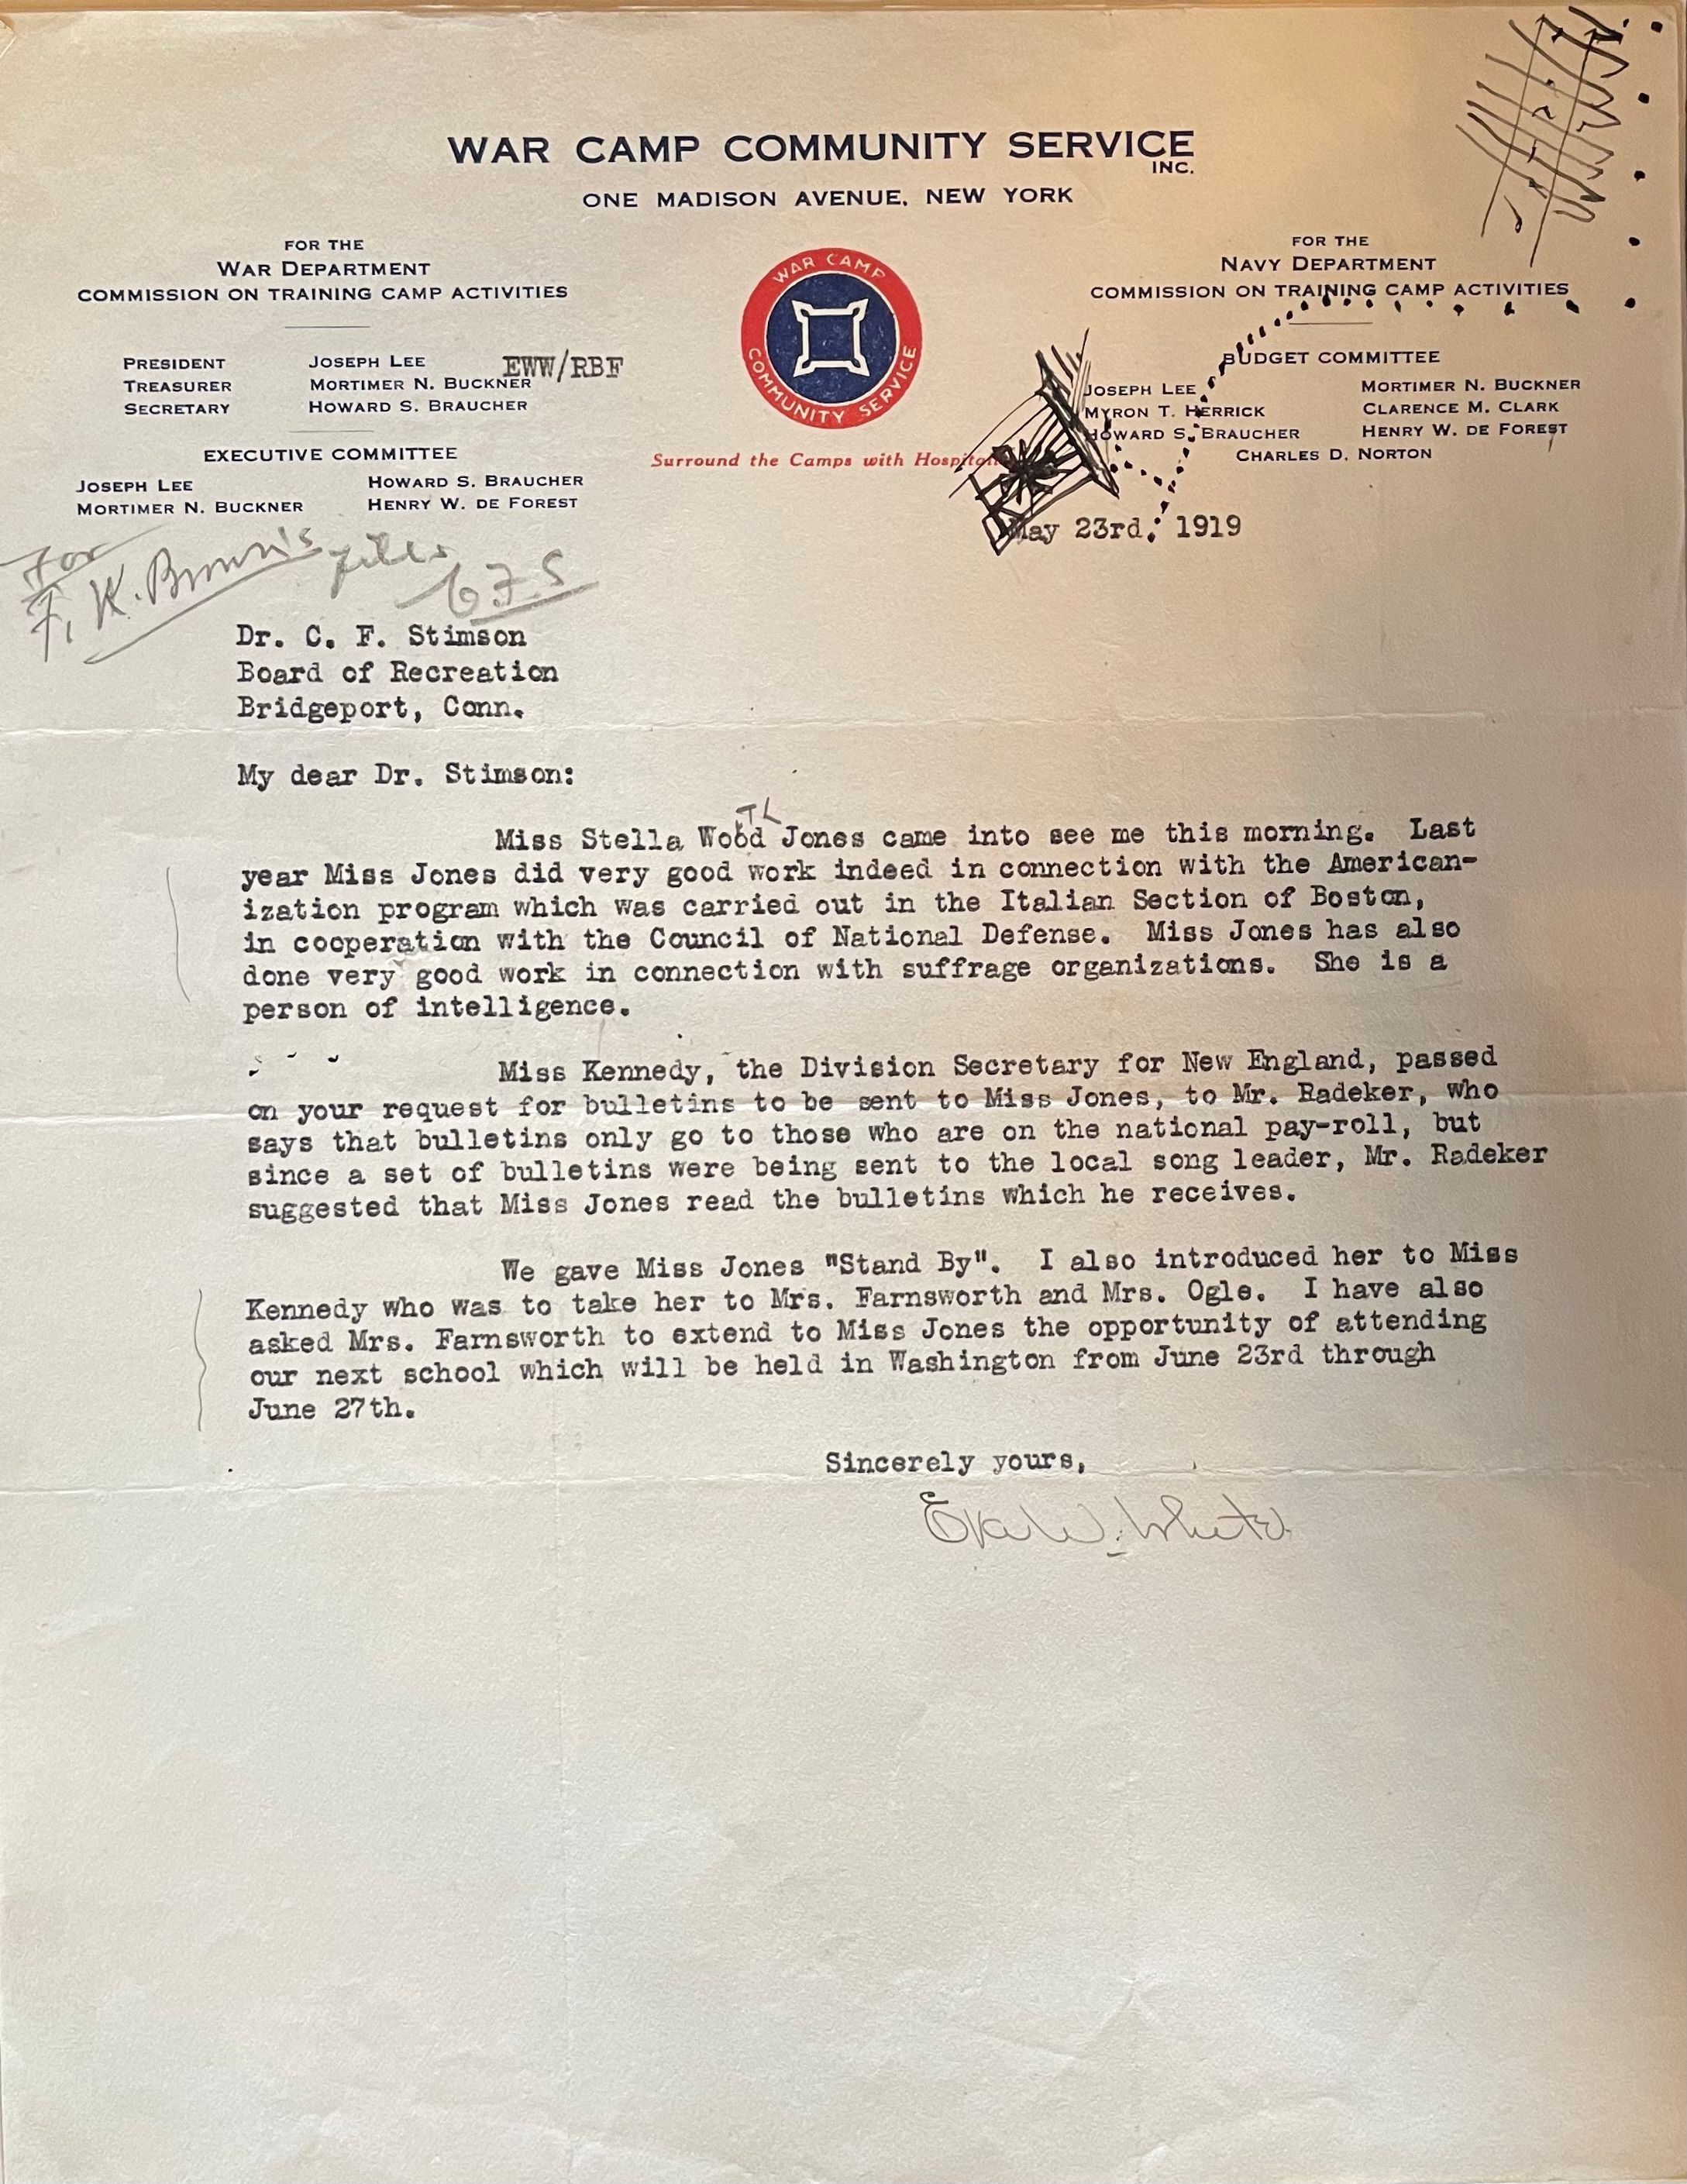 WAR CAMP COMMUNITY SERVICE
INC.
ONE MADISON AVENUE, NEW YORK
FOR THE
WAR DEPARTMENT
COMMISSION ON TRAINING CAMP ACTIVITIES
PRESIDENT JOSEPH LEE
TREASURER MORTIMER N. BUCKNER
SECRETARY HOWARD S. BRAUCHER
EWW/RBF
EXECUTIVE COMMITTEE
JOSEPH LEE HOWARD S. BRAUCHER
MORTIMER N. BUCKNER HENRY W. DE FOREST
WAR CAMP
COMMUNITY SERVICE
Surround the Camps with
FOR THE
NAVY DEPARTMENT
COMMISSION ON TRAINING CAMP ACTIVITIES
BUDGET COMMITTEE
JOSEPH LEE MORTIMER N. BUCKNER
MYRON T. HERRICK CLARENCE M. CLARK
HOWARD S. BRAUCHER HENRY W. DE FOREST
CHARLES D. NORTON
May 23rd, 1919
For
F. K. Brown's files
CFS
Dr. C. F. Stimson
Board of Recreation
Bridgeport, Conn.
My dear Dr. Stimson:
TL
Miss Stella Wood Jones came into see me this morning. Last
year Miss Jones did very good work indeed in connection with the American-
ization program which was carried out in the Italian Section of Boston,
in cooperation with the Council of National Defense. Miss Jones has also
done very good work in connection with suffrage organizations. She is a
person of intelligence.
Miss Kennedy, the Division Secretary for New England, passed
on your request for bulletins to be sent to Miss Jones, to Mr. Radeker, who
says that bulletins only go to those who are on the national pay-roll, but
since a set of bulletins were being sent to the local song leader, Mr. Radeker
suggested that Miss Jones read the bulletins which he receives.
We gave Miss Jones "Stand By". I also introduced her to Miss
Kennedy who was to take her to Mrs. Farnsworth and Mrs. Ogle. I have also
asked Mrs. Farnsworth to extend to Miss Jones the opportunity of attending
our next school which will be held in Washington from June 23rd through
June 27th.
Sincerely yours,
Eva W. White